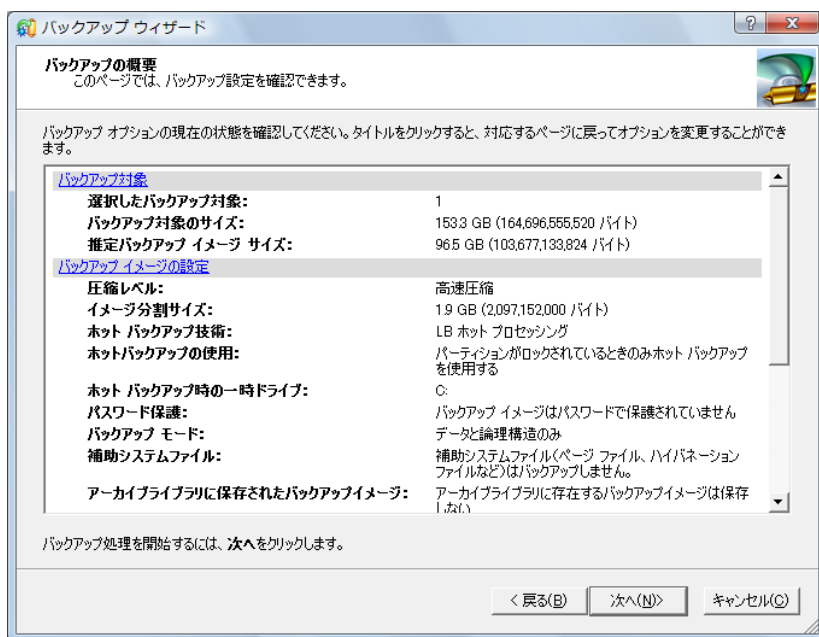 バックアップ ウィザード
バックアップの概要
このページでは、バックアップ設定を確認できます。
バックアップ オプションの現在の状態を確認してください。タイトルをクリックすると、対応するページに戻ってオプションを変更することができ
ます。
バックアップ対象
選択したバックアップ対象: 1
バックアップ対象のサイズ: 153.3 GB (164,696,555,520 バイト)
推定バックアップ イメージ サイズ: 96.5 GB (103,677,133,824 バイト)
バックアップ イメージの設定
圧縮レベル: 高速圧縮
イメージ分割サイズ: 1.9 GB (2,097,152,000 バイト)
ホット バックアップ技術: LB ホット プロセッシング
ホットバックアップの使用: パーティションがロックされているときのみホット バックアップ
を使用する
ホット バックアップ時の一時ドライブ: C:
パスワード保護: バックアップ イメージはパスワードで保護されていません
バックアップ モード: データと論理構造のみ
補助システムファイル: 補助システムファイル(ページ ファイル、ハイバネーション
ファイルなど)はバックアップしません。
アーカイブライブラリに保存されたバックアップイメージ: アーカイブライブラリに存在するバックアップイメージは保存
しない
バックアップ処理を開始するには、次へをクリックします。
< 戻る(B)
次へ(N)>
キャンセル(C)